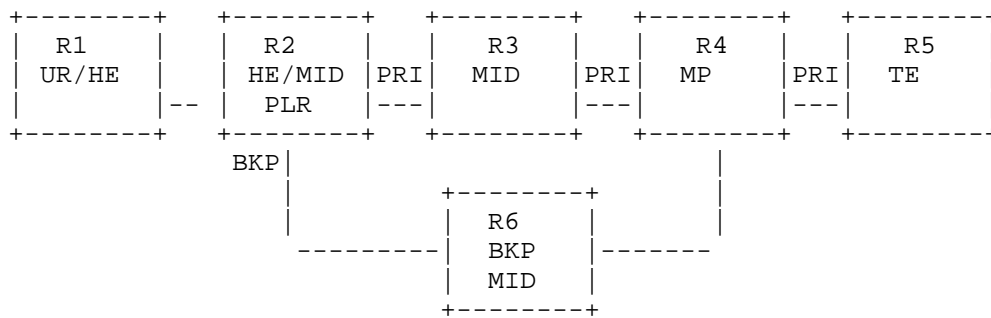 R1 R2 R3 R4 R5
UR/HE HE/MID PRI MID PRI MP PRI TE
PLR
BKP
R6
BKP
MID